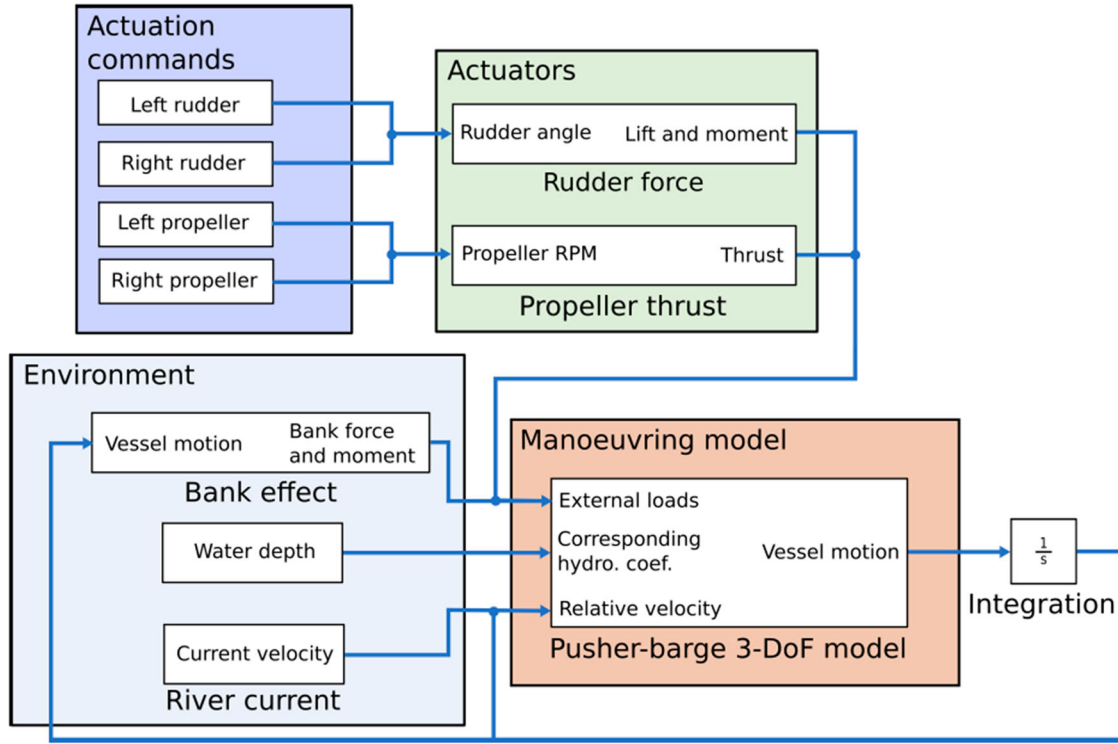 Actuation
commands
Left rudder
Right rudder
Left propeller
Right propeller
Actuators
Rudder angle
Lift and moment
Rudder force
Propeller RPM
Thrust
Propeller thrust
Environment
Vessel motion
Bank force
and moment
Bank effect
Water depth
Current velocity
River current
Manoeuvring model
External loads
Corresponding
hydro. coef.
Relative velocity
Vessel motion
Pusher-barge 3-DoF model
1
s
Integration